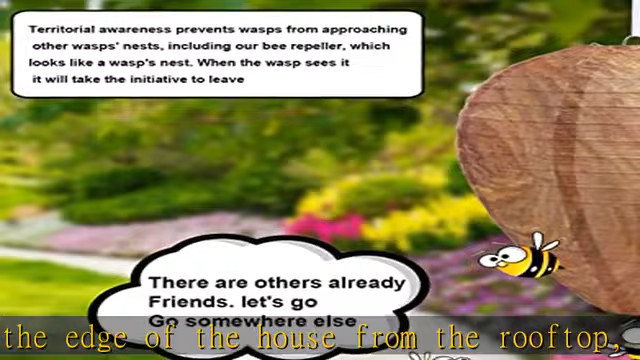 Territorial awareness prevents wasps from approaching
other wasps' nests, including our bee repeller, which
looks like a wasp's nest. When the wasp sees it
it will take the initiative to leave
There are others already
Friends. let's go
Go somewhere else
the edge of the house from the rooftop,